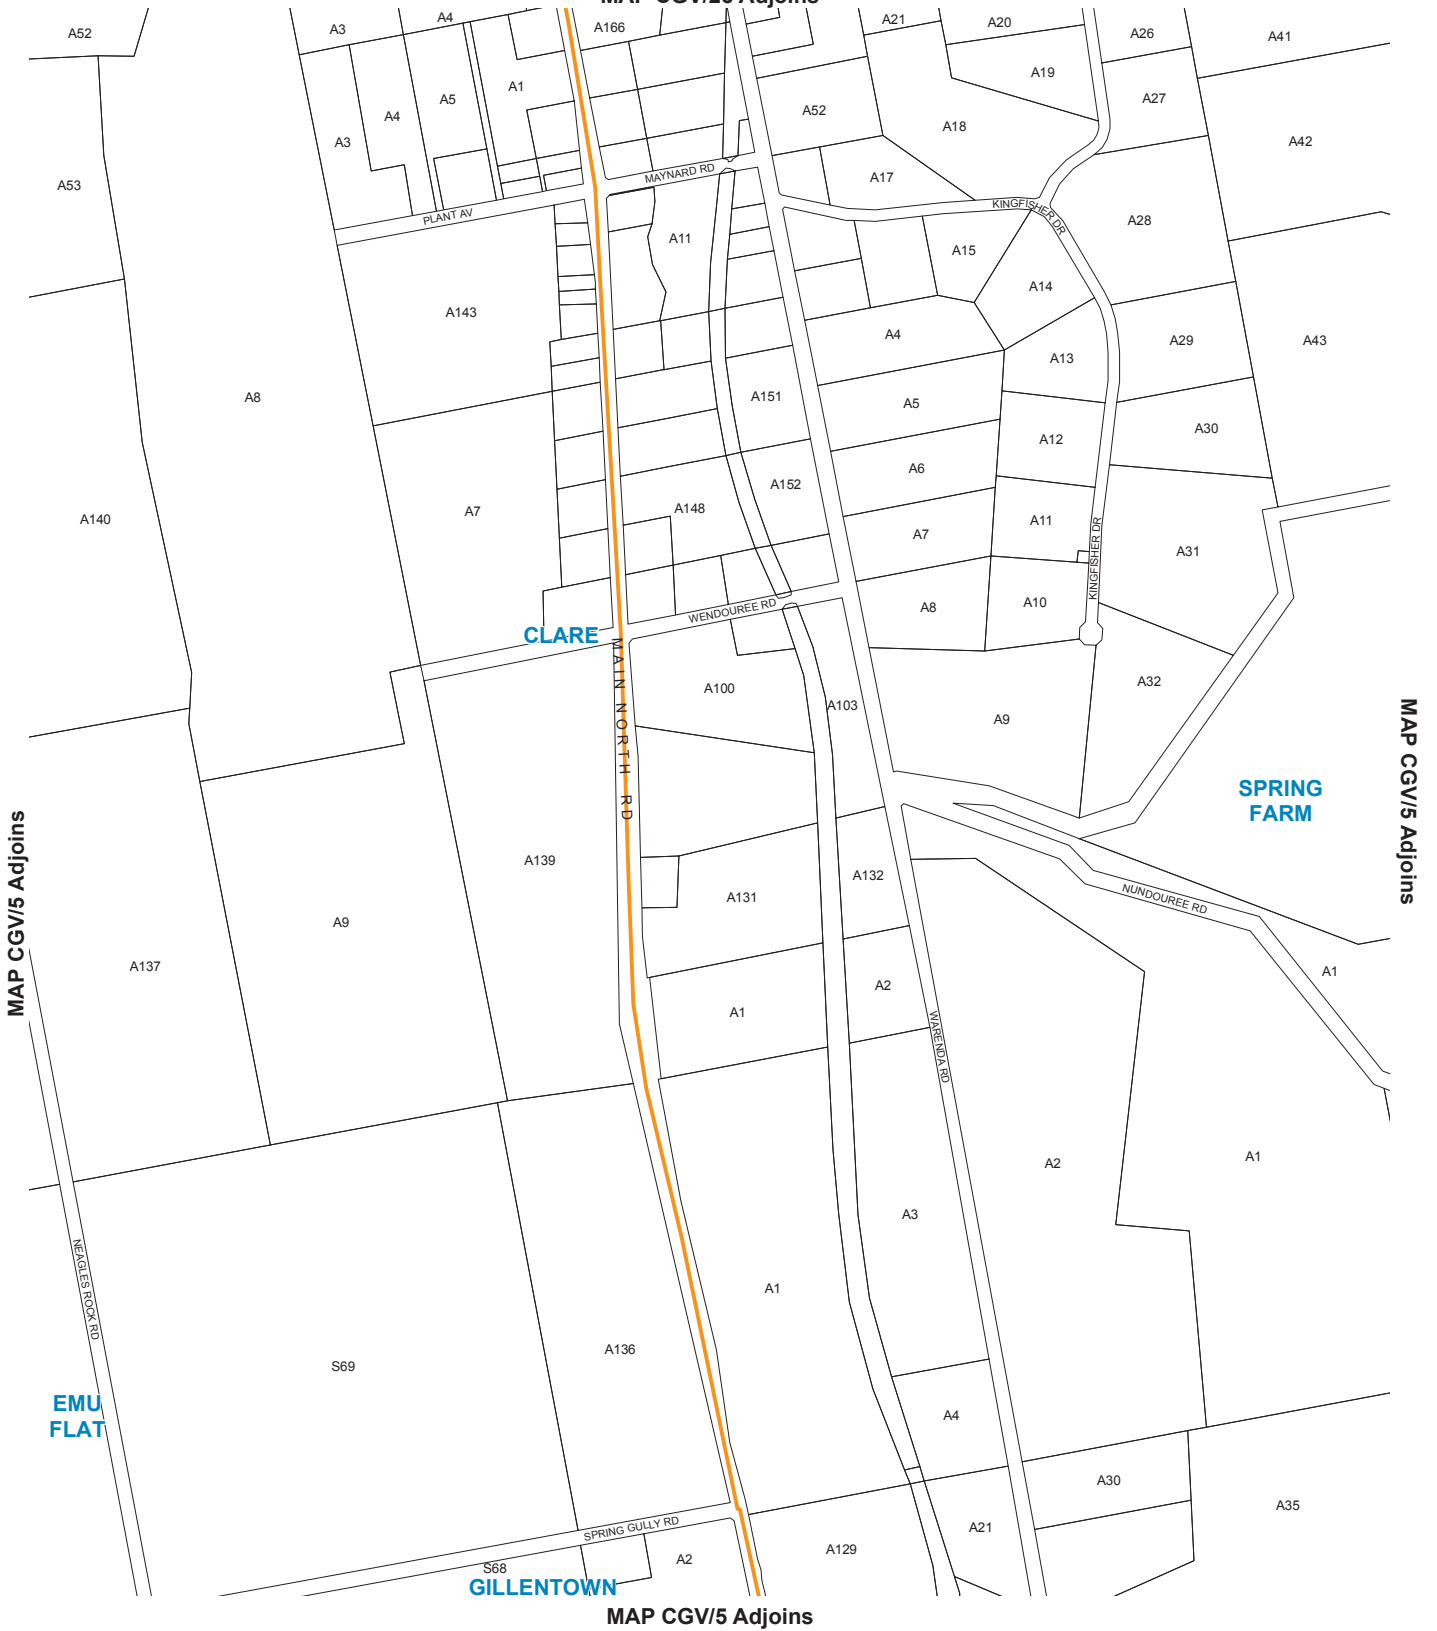 MAP CGV/26 Adjoins
A52
A3
A4
A166
A21
A20
A26
A41
A19
A1
A5
A27
A4
A52
A18
A3
A42
MAYNARD RD
A17
A53
KINGFISHER DR
PLANT AV
A28
A11
A15
A14
A143
A4
A29
A43
A13
A8
A151
A5
A12
A30
A6
A152
A7
A148
A140
A11
A7
KINGFISHER DR
A31
WENDOUREE RD
A8
A10
CLARE
MAIN NORTH RD
A100
A32
A103
A9
MAP CGV/5 Adjoins
SPRING
FARM
MAP CGV/5 Adjoins
A139
A132
A131
NUNDOUREE RD
A9
A137
A1
A2
A1
WARENDA RD
A2
A1
A3
NEAGLES ROCK RD
A1
A136
S69
EMU
FLAT
A4
A30
A35
SPRING GULLY RD
A21
A129
A2
S68
GILLENTOWN
MAP CGV/5 Adjoins